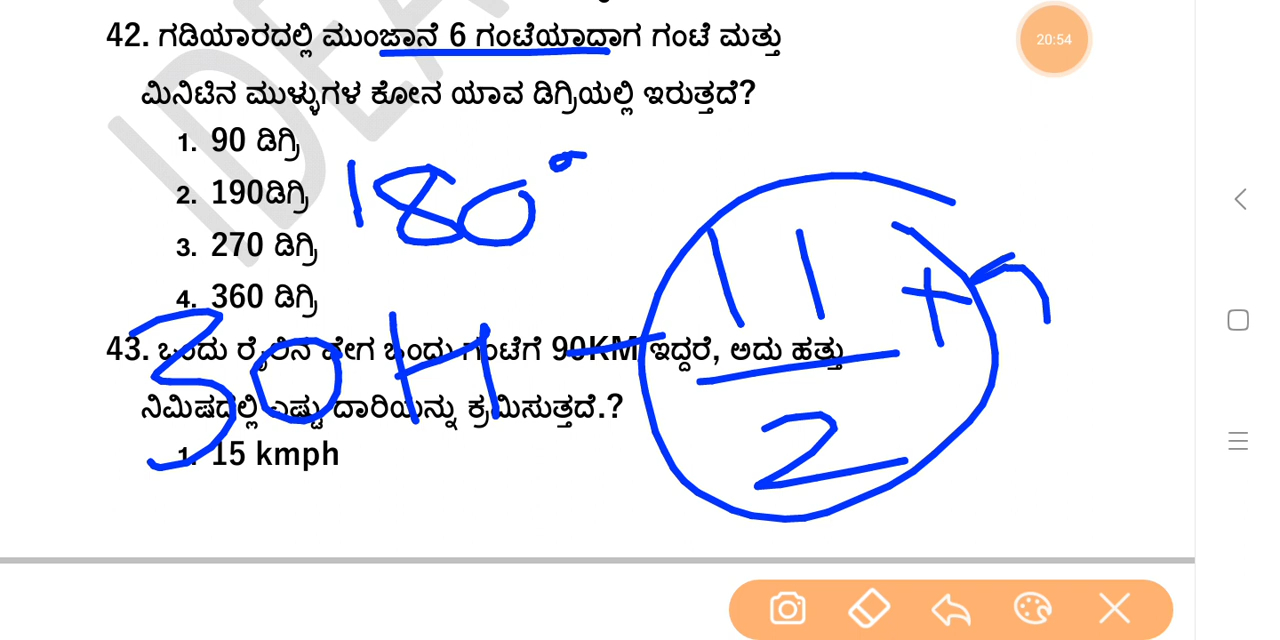 42. ಗಡಿಯಾರದಲ್ಲಿ ಮುಂಜಾನೆ 6 ಗಂಟೆಯಾದಾಗ ಗಂಟೆ ಮತ್ತು
20:54
ಮಿನಿಟಿನ ಮುಳ್ಳುಗಳ ಕೋನ ಯಾವ ಡಿಗ್ರಿಯಲ್ಲಿ ಇರುತ್ತದೆ?
1. 90 ಡಿಗ್ರಿ
2. 190ಡಿಗ್ರಿ
180°
3. 270 ಡಿಗ್ರಿ
4. 360 ಡಿಗ್ರಿ
30H - 11/2 +n
43. ಒಂದು ರೈಲಿನ ವೇಗ ಒಂದು ಗಂಟೆಗೆ 90KM ಇದ್ದರೆ, ಅದು ಹತ್ತು
ನಿಮಿಷದಲ್ಲಿ ಎಷ್ಟು ದಾರಿಯನ್ನು ಕ್ರಮಿಸುತ್ತದೆ.?
1. 15 kmph